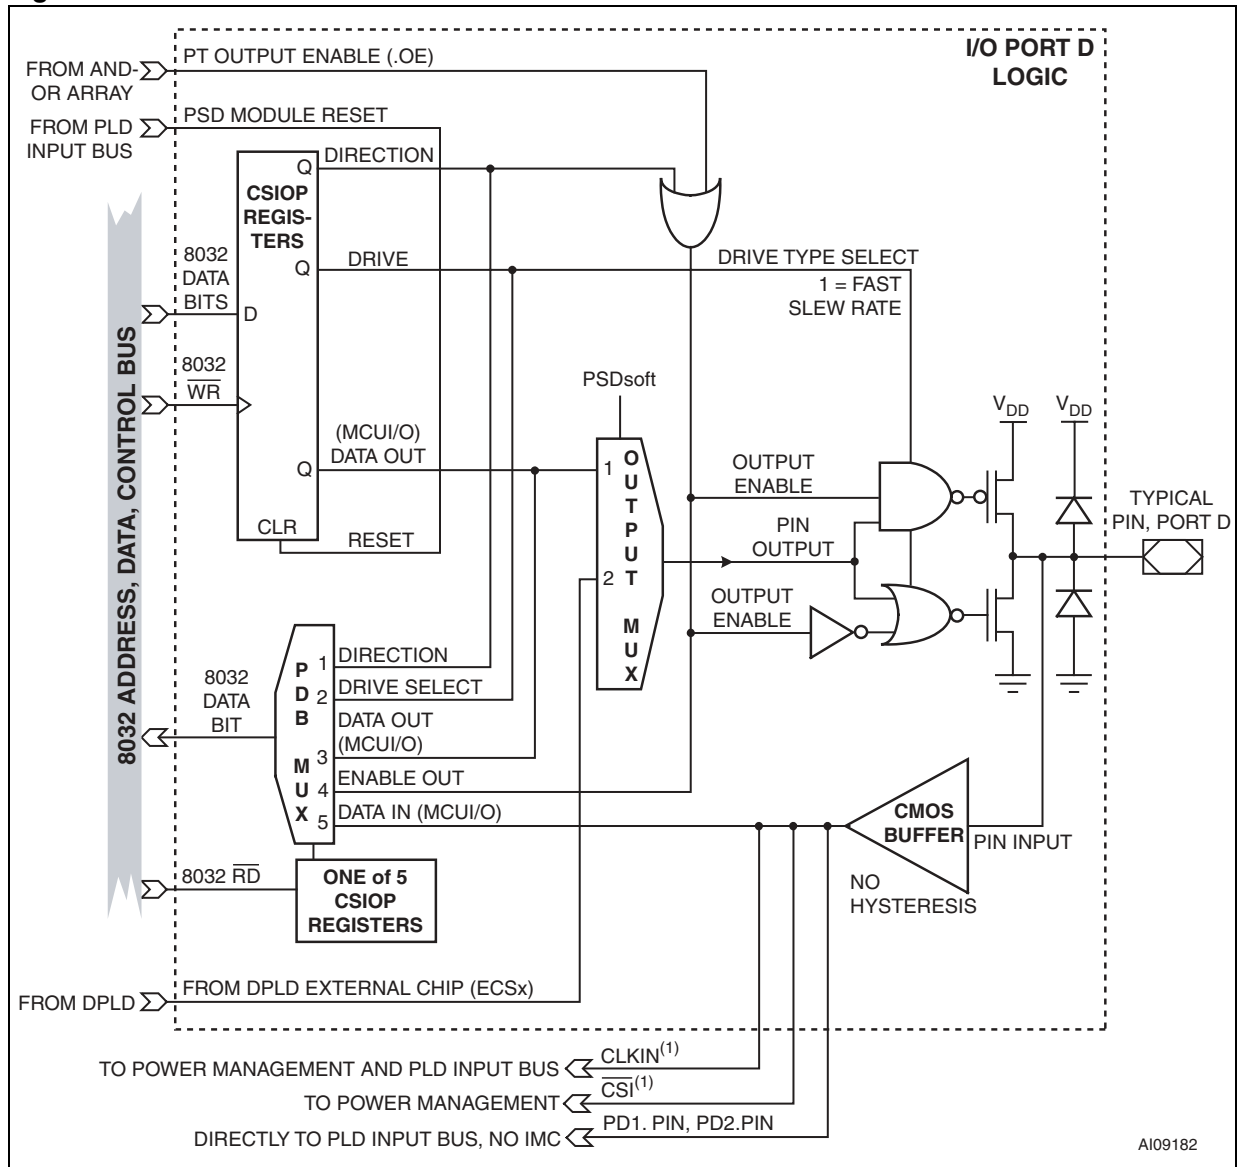 I/O PORT D
LOGIC
PT OUTPUT ENABLE (.OE)
FROM AND-
OR ARRAY
PSD MODULE RESET
FROM PLD
INPUT BUS
DIRECTION
Q
CSIOP
REGIS-
TERS
8032
DATA
BITS
D
Q
DRIVE
DRIVE TYPE SELECT
1 = FAST
SLEW RATE
8032 ADDRESS, DATA, CONTROL BUS
8032
WR
PSDsoft
(MCUI/O)
DATA OUT
Q
CLR
RESET
1
2
OUTPUT MUX
OUTPUT
ENABLE
PIN
OUTPUT
OUTPUT
ENABLE
VDD
VDD
TYPICAL
PIN, PORT D
8032
DATA
BIT
PDB MUX
1 DIRECTION
2 DRIVE SELECT
DATA OUT
3 (MCUI/O)
4 ENABLE OUT
5 DATA IN (MCUI/O)
CMOS
BUFFER
PIN INPUT
NO
HYSTERESIS
8032 RD
ONE of 5
CSIOP
REGISTERS
FROM DPLD
FROM DPLD EXTERNAL CHIP (ECSx)
TO POWER MANAGEMENT AND PLD INPUT BUS
CLKIN(1)
TO POWER MANAGEMENT
CSI(1)
DIRECTLY TO PLD INPUT BUS, NO IMC
PD1. PIN, PD2.PIN
AI09182